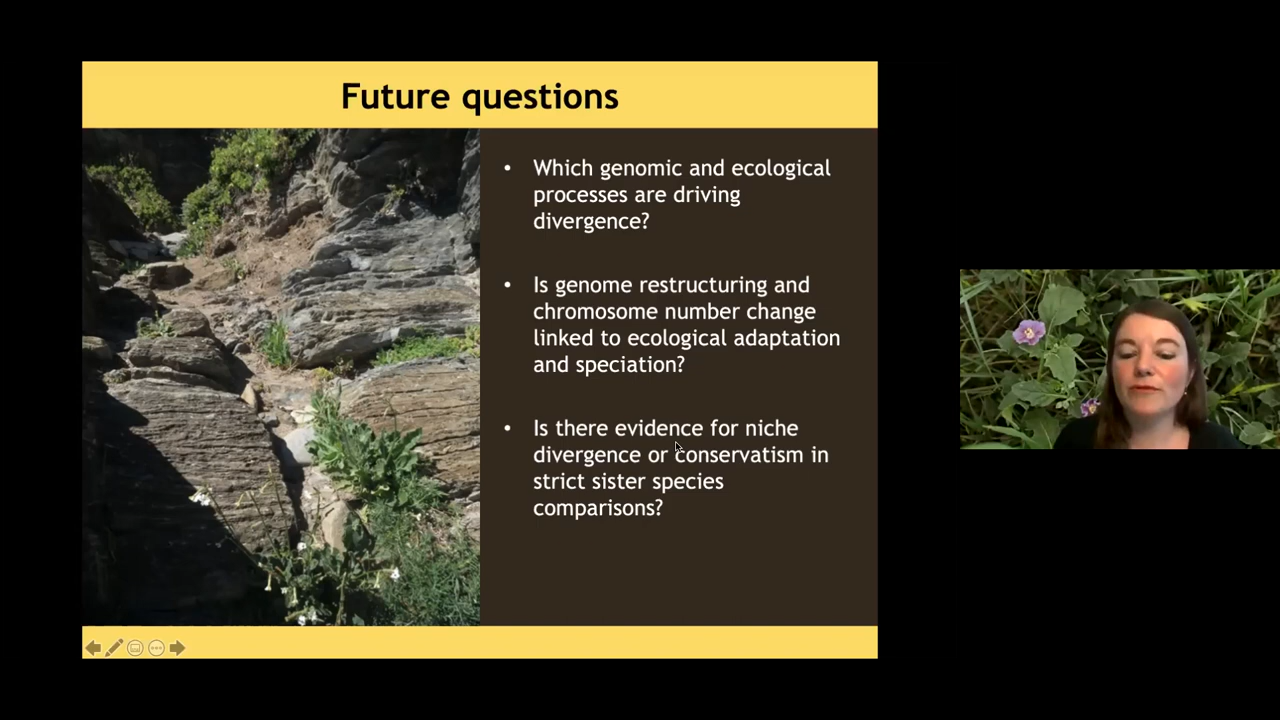 Future questions
• Which genomic and ecological
processes are driving
divergence?
• Is genome restructuring and
chromosome number change
linked to ecological adaptation
and speciation?
• Is there evidence for niche
divergence or conservatism in
strict sister species
comparisons?